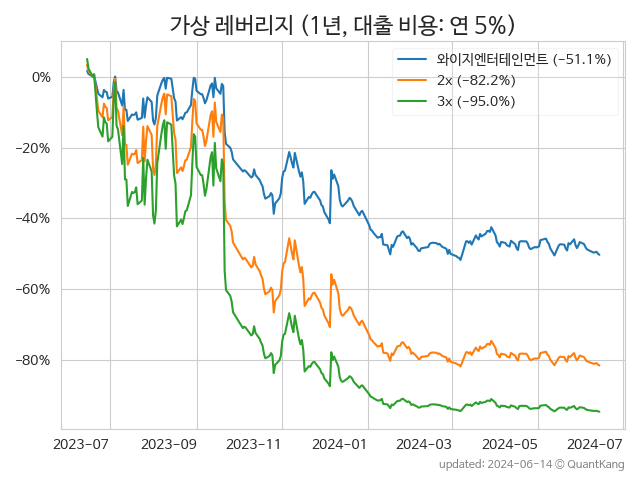 가상 레버리지 (1년, 대출 비용: 연 5%)
와이지엔터테인먼트 (−51.1%)
2x (−82.2%)
3x (−95.0%)
0%
−20%
−40%
−60%
−80%
2023-07 2023-09 2023-11 2024-01 2024-03 2024-05 2024-07
updated: 2024-06-14 © QuantKang